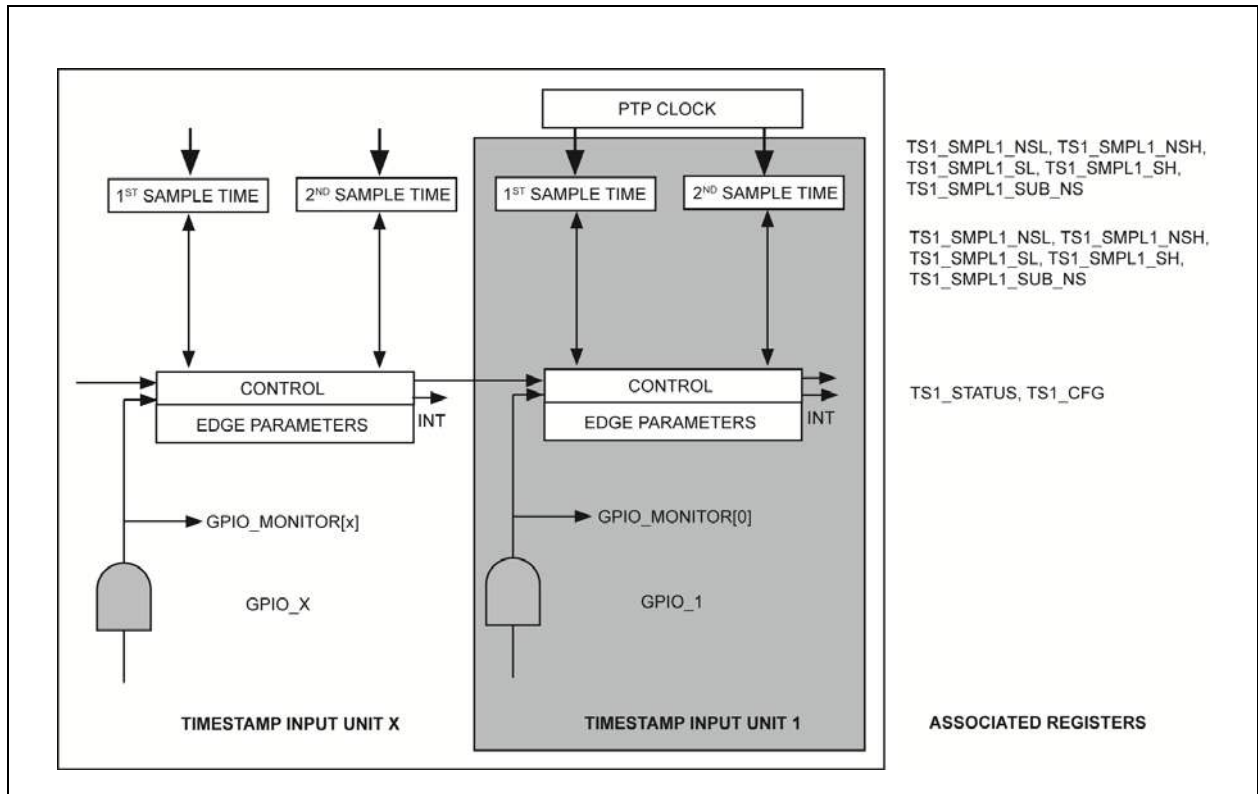 PTP CLOCK
1ST SAMPLE TIME
2ND SAMPLE TIME
1ST SAMPLE TIME
2ND SAMPLE TIME
TS1_SMPL1_NSL, TS1_SMPL1_NSH,
TS1_SMPL1_SL, TS1_SMPL1_SH,
TS1_SMPL1_SUB_NS
TS1_SMPL1_NSL, TS1_SMPL1_NSH,
TS1_SMPL1_SL, TS1_SMPL1_SH,
TS1_SMPL1_SUB_NS
CONTROL
EDGE PARAMETERS
INT
CONTROL
EDGE PARAMETERS
INT
TS1_STATUS, TS1_CFG
GPIO_MONITOR[x]
GPIO_MONITOR[0]
GPIO_X
GPIO_1
TIMESTAMP INPUT UNIT X
TIMESTAMP INPUT UNIT 1
ASSOCIATED REGISTERS